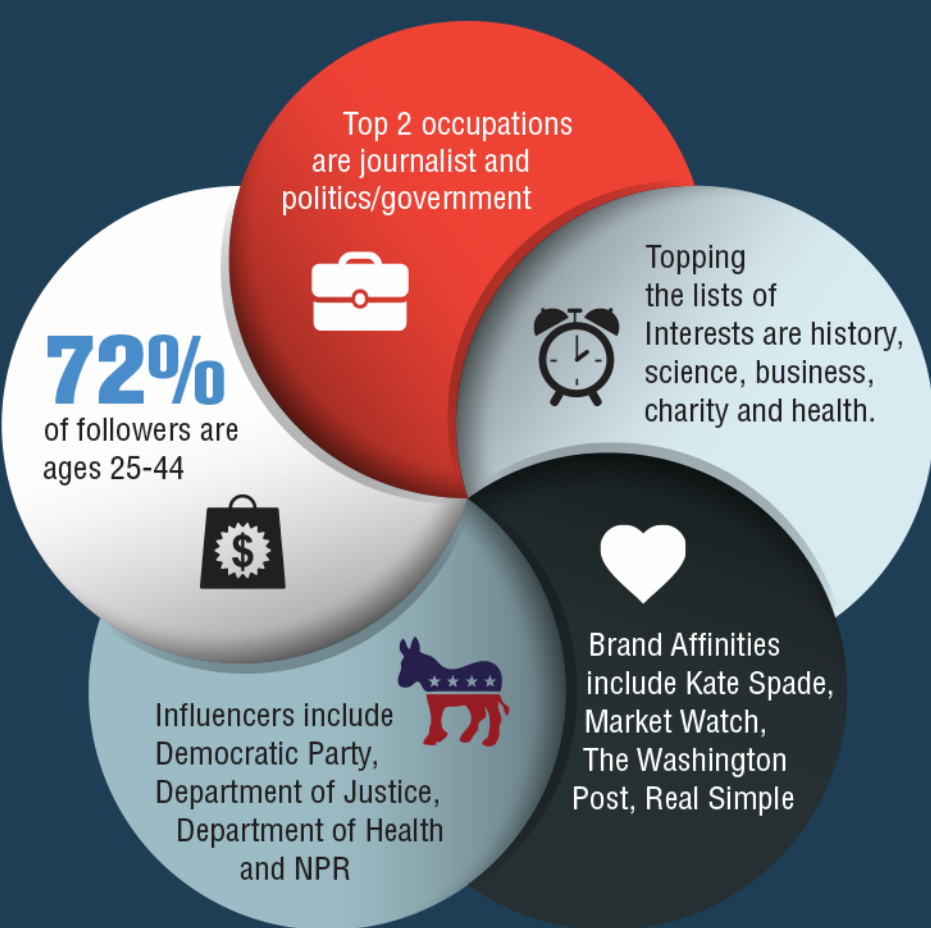 Top 2 occupations
are journalist and
politics/government
Topping
the lists of
Interests are history,
science, business,
charity and health.
72%
of followers are
ages 25-44
$
Brand Affinities
include Kate Spade,
Market Watch,
The Washington
Post, Real Simple
Influencers include
Democratic Party,
Department of Justice,
Department of Health
and NPR